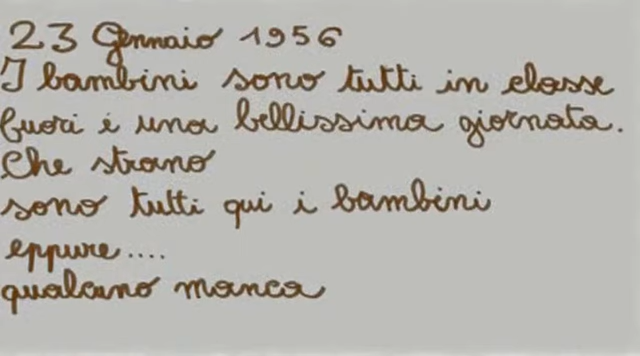 23 Gennaio 1956
I bambini sono tutti in classe
fuori è una bellissima giornata.
Che strano
sono tutti qui i bambini
eppure....
qualcuno manca